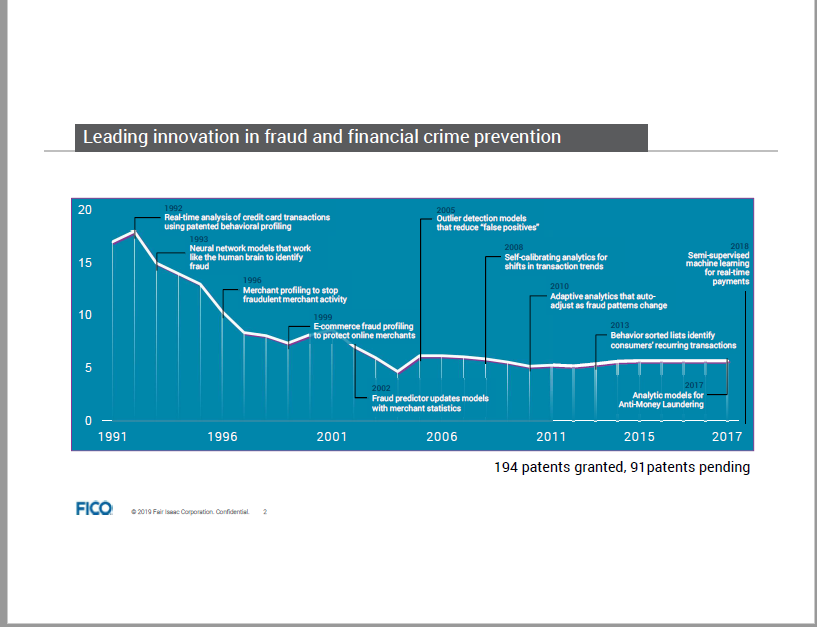 Leading innovation in fraud and financial crime prevention
20
15
10
5
0
1992
Real-time analysis of credit card transactions
using patented behavioral profiling
1993
Neural network models that work
like the human brain to identify
fraud
1996
Merchant profiling to stop
fraudulent merchant activity
1999
E-commerce fraud profiling
to protect online merchants
2002
Fraud predictor updates models
with merchant statistics
2005
Outlier detection models
that reduce "false positives"
2008
Self-calibrating analytics for
shifts in transaction trends
2010
Adaptive analytics that auto-
adjust as fraud patterns change
2013
Behavior sorted lists identify
consumers' recurring transactions
2018
Semi-supervised
machine learning
for real-time
payments
2017
Analytic models for
Anti-Money Laundering
1991 1996 2001 2006 2011 2015 2017
194 patents granted, 91patents pending
FICO
© 2019 Fair Isaac Corporation. Confidential. 2